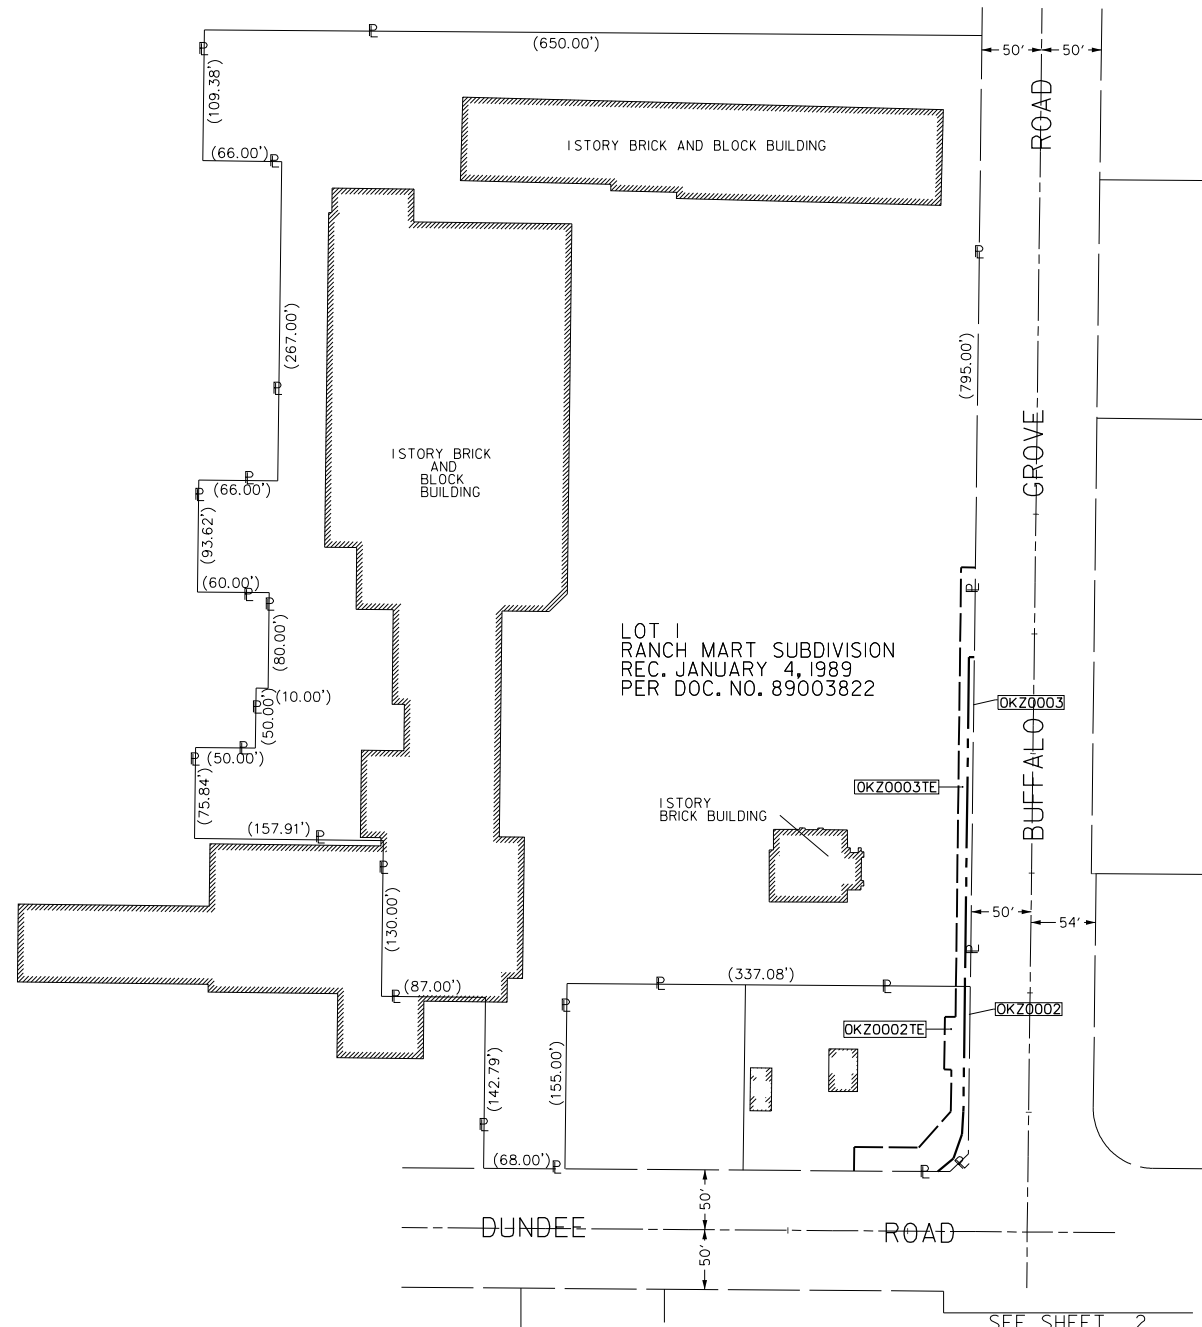 (650.00')
50'
50'
(109.38')
ROAD
1 STORY BRICK AND BLOCK BUILDING
(66.00')
(267.00')
(795.00')
1 STORY BRICK
AND
BLOCK
BUILDING
GROVE
(66.00')
(93.62')
(60.00')
(80.00')
LOT 1
RANCH MART SUBDIVISION
REC. JANUARY 4, 1989
PER DOC. NO. 89003822
(10.00')
(50.00')
0KZ0003
BUFFALO
(50.00')
(75.84')
0KZ0003TE
1 STORY
BRICK BUILDING
(157.91')
50'
54'
(130.00')
(337.08')
(87.00')
0KZ0002
0KZ0002TE
(142.79')
(155.00')
(68.00')
50'
DUNDEE
ROAD
50'
SEE SHEET 2